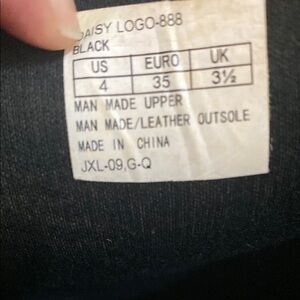 DAISY LOGO-888
BLACK
US EURO UK
4 35 3½
MAN MADE UPPER
MAN MADE/LEATHER OUTSOLE
MADE IN CHINA
JXL-09,G-Q